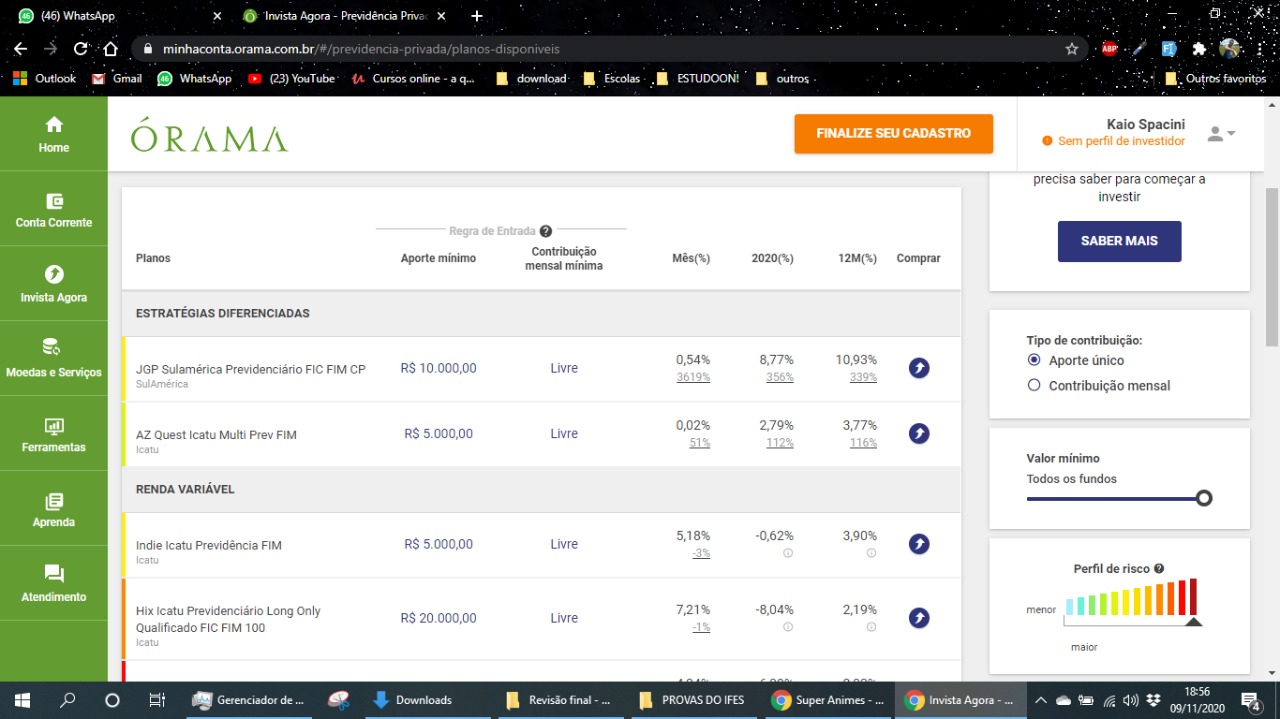 (46) WhatsApp
Invista Agora - Previdência Priva
minhaconta.orama.com.br/#/previdencia-privada/planos-disponiveis
ABP
Outlook
Gmail
WhatsApp
(23) YouTube
Cursos online - a q...
download
Escolas
ESTUDOON!
outros
Outros favoritos
Home
Conta Corrente
Invista Agora
Moedas e Serviços
Ferramentas
Aprenda
Atendimento
ÓRAMA
FINALIZE SEU CADASTRO
Kaio Spacini
Sem perfil de investidor
Regra de Entrada ?
Planos
Aporte mínimo
Contribuição
mensal mínima
Mês(%)
2020(%)
12M(%)
Comprar
ESTRATÉGIAS DIFERENCIADAS
JGP Sulamérica Previdenciário FIC FIM CP
SulAmérica
R$ 10.000,00
Livre
0,54%
3619%
8,77%
356%
10,93%
339%
AZ Quest Icatu Multi Prev FIM
Icatu
R$ 5.000,00
Livre
0,02%
51%
2,79%
112%
3,77%
116%
RENDA VARIÁVEL
Indie Icatu Previdência FIM
Icatu
R$ 5.000,00
Livre
5,18%
-3%
-0,62%
3,90%
Hix Icatu Previdenciário Long Only
Qualificado FIC FIM 100
Icatu
R$ 20.000,00
Livre
7,21%
-1%
-8,04%
2,19%
precisa saber para começar a
investir
SABER MAIS
Tipo de contribuição:
Aporte único
Contribuição mensal
Valor mínimo
Todos os fundos
Perfil de risco ?
menor
maior
Gerenciador de ...
Downloads
Revisão final - ...
PROVAS DO IFES
Super Animes - ...
Invista Agora - ...
18:56
09/11/2020
4